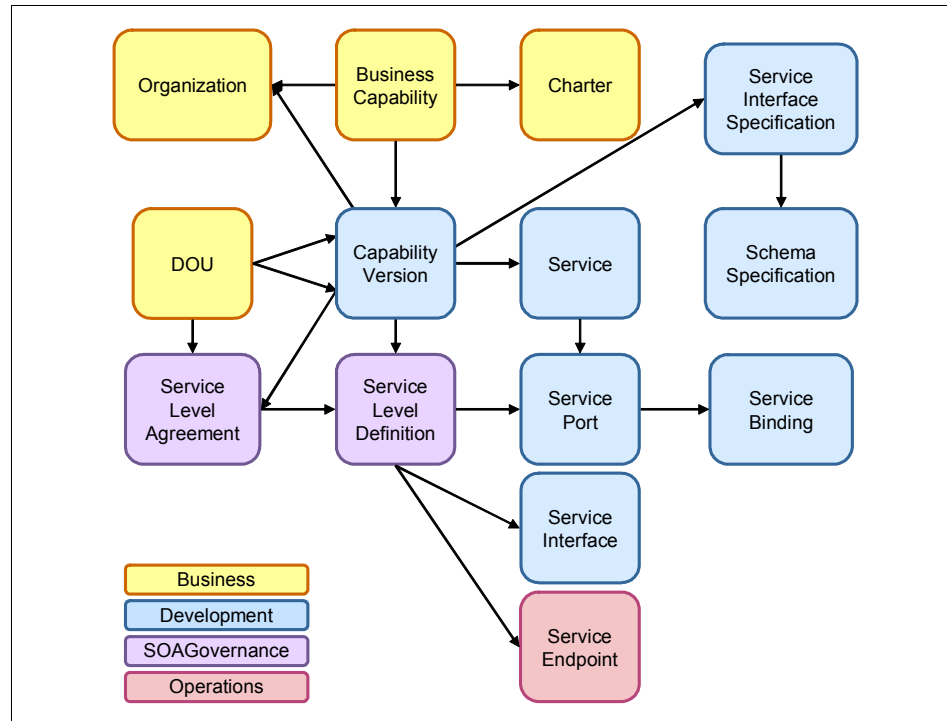 Organization
Business
Capability
Charter
Service
Interface
Specification
DOU
Capability
Version
Service
Schema
Specification
Service
Level
Agreement
Service
Level
Definition
Service
Port
Service
Binding
Service
Interface
Service
Endpoint
Business
Development
SOAGovernance
Operations